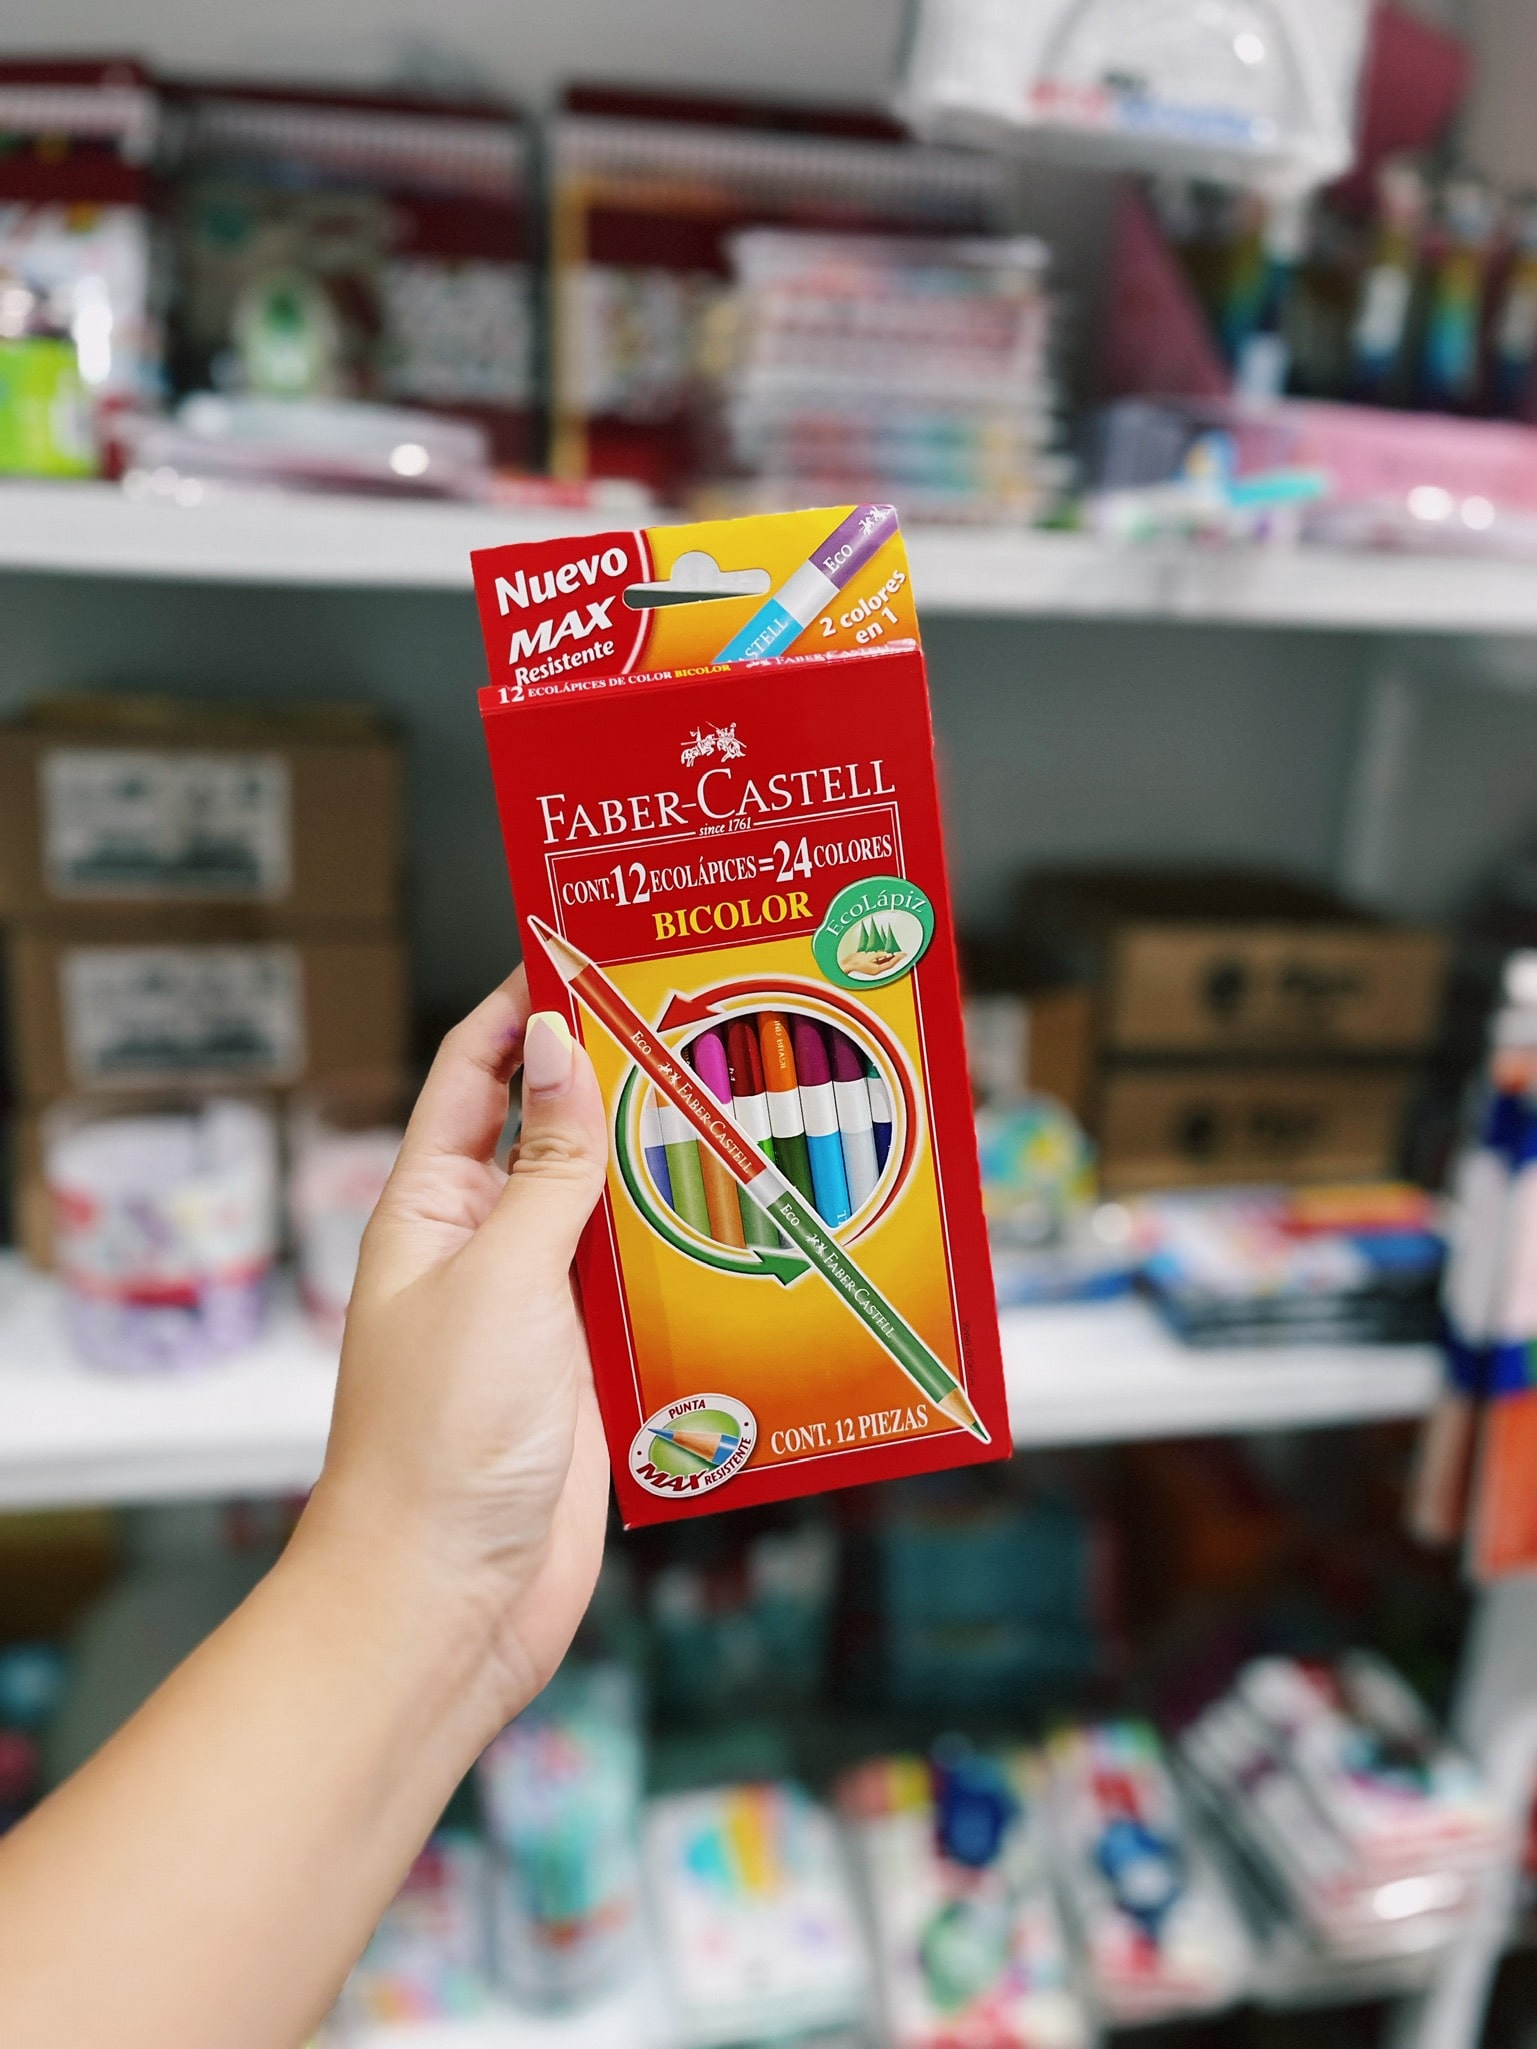 Nuevo
MAX
Resistente
Eco
STELL
2 colores
en 1
12 ECOLÁPICES DE COLOR BICOLOR FABER-CASTELL
FABER-CASTELL
since 1761
CONT. 12 ECOLÁPICES=24 COLORES
BICOLOR
EcoLápiz
Eco FABER-CASTELL
Eco FABER-CASTELL
PUNTA
MAX RESISTENTE
CONT. 12 PIEZAS